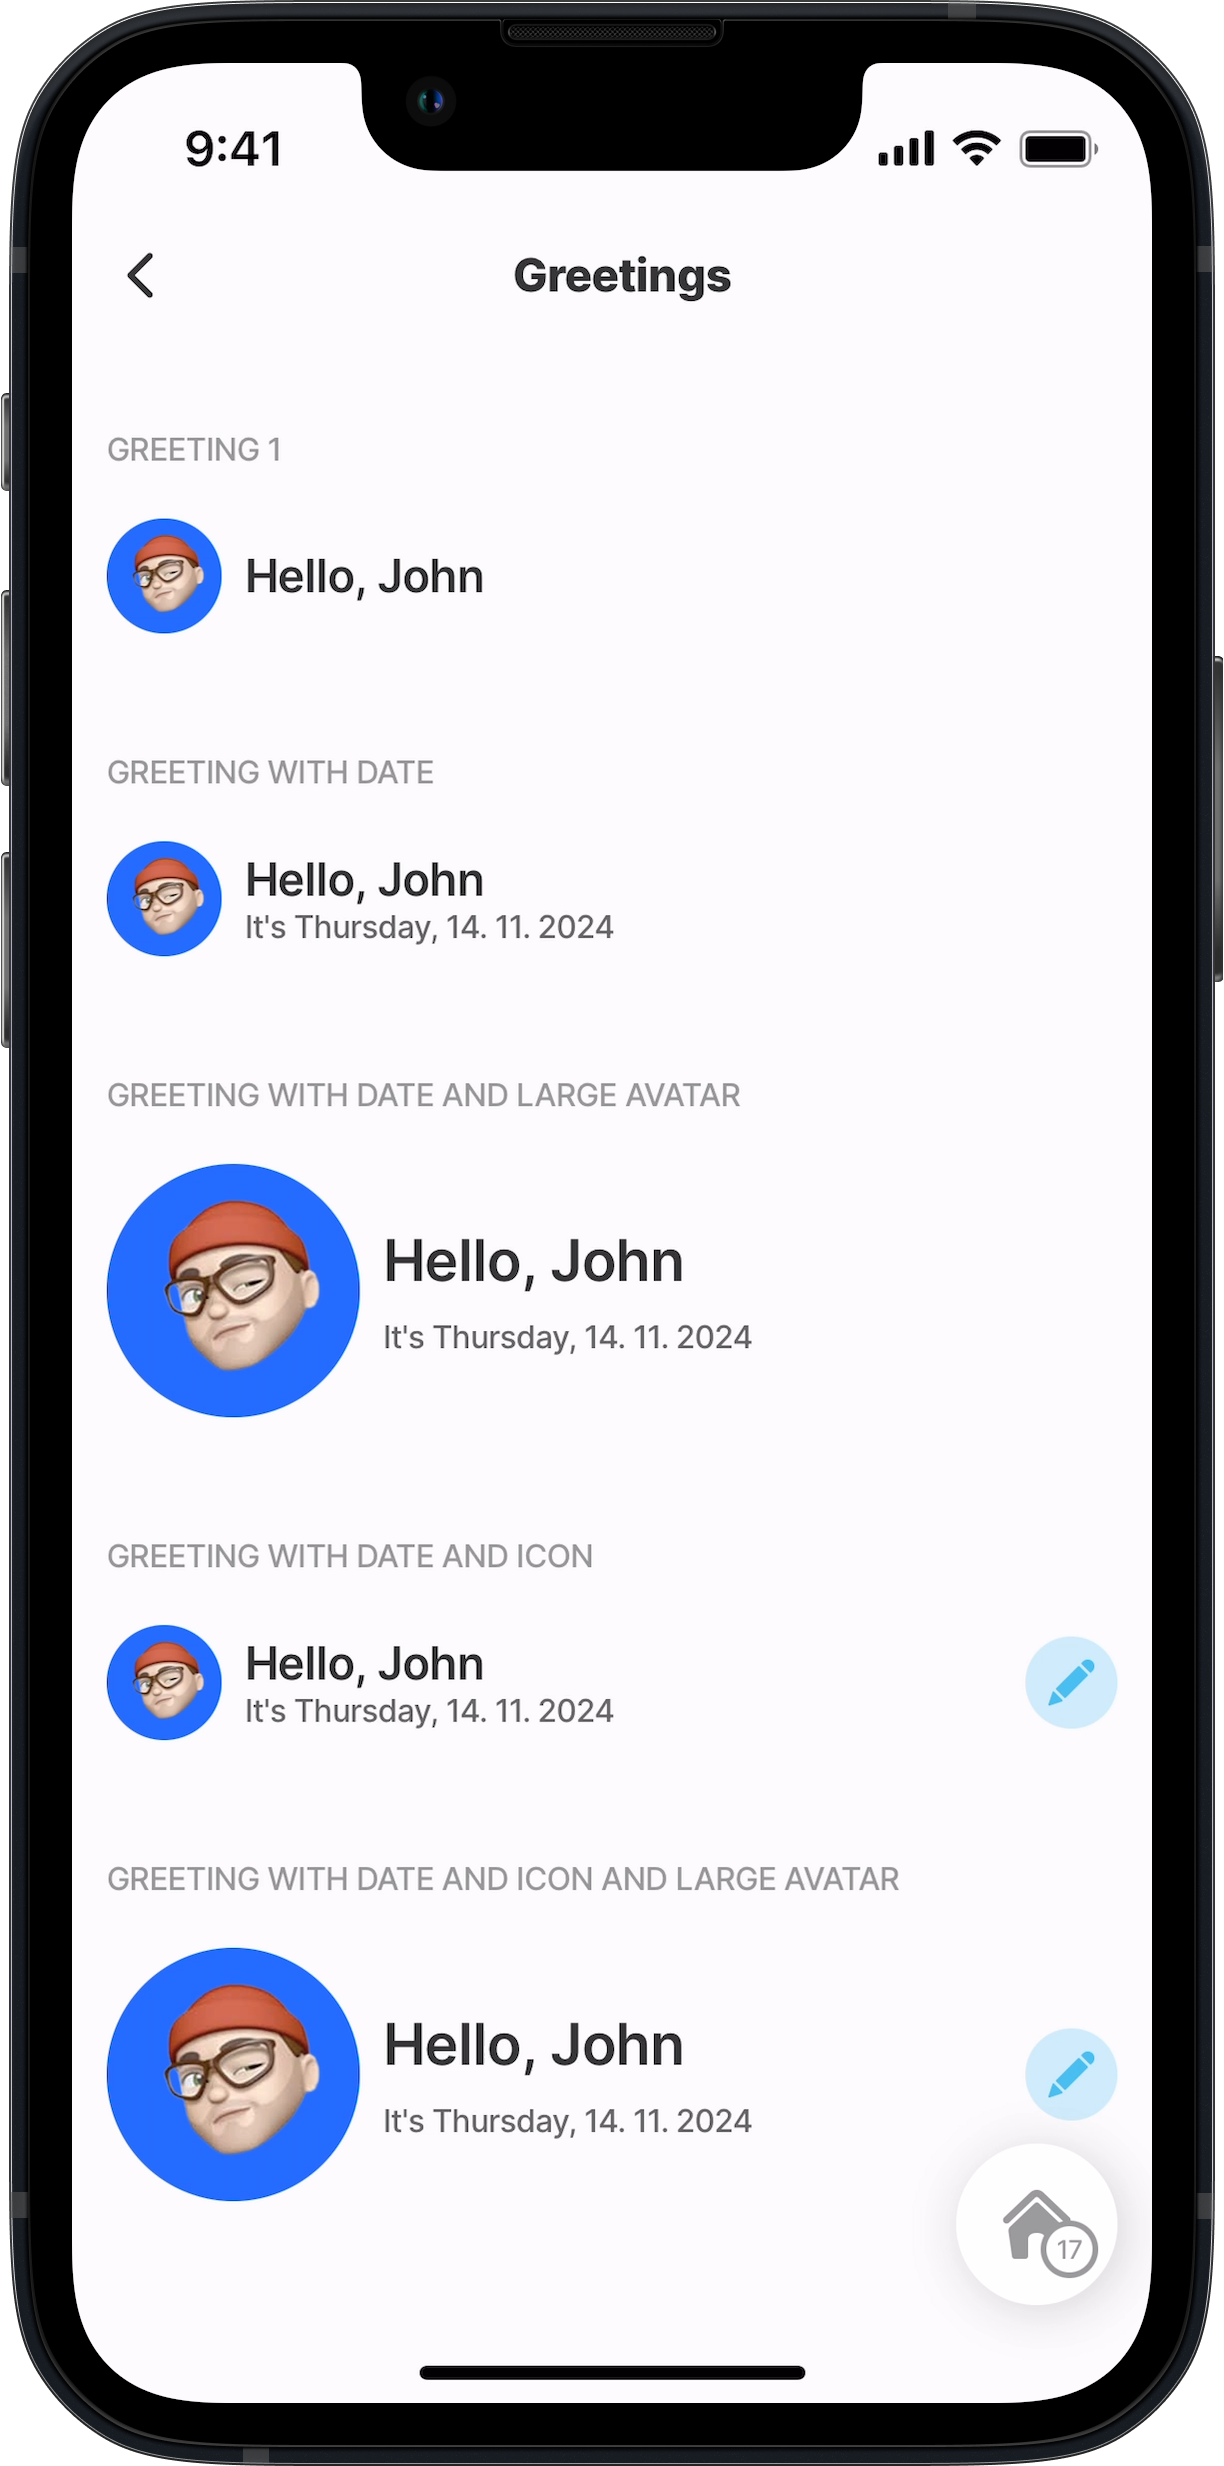 9:41
Greetings
GREETING 1
Hello, John
GREETING WITH DATE
Hello, John
It's Thursday, 14. 11. 2024
GREETING WITH DATE AND LARGE AVATAR
Hello, John
It's Thursday, 14. 11. 2024
GREETING WITH DATE AND ICON
Hello, John
It's Thursday, 14. 11. 2024
GREETING WITH DATE AND ICON AND LARGE AVATAR
Hello, John
It's Thursday, 14. 11. 2024
17